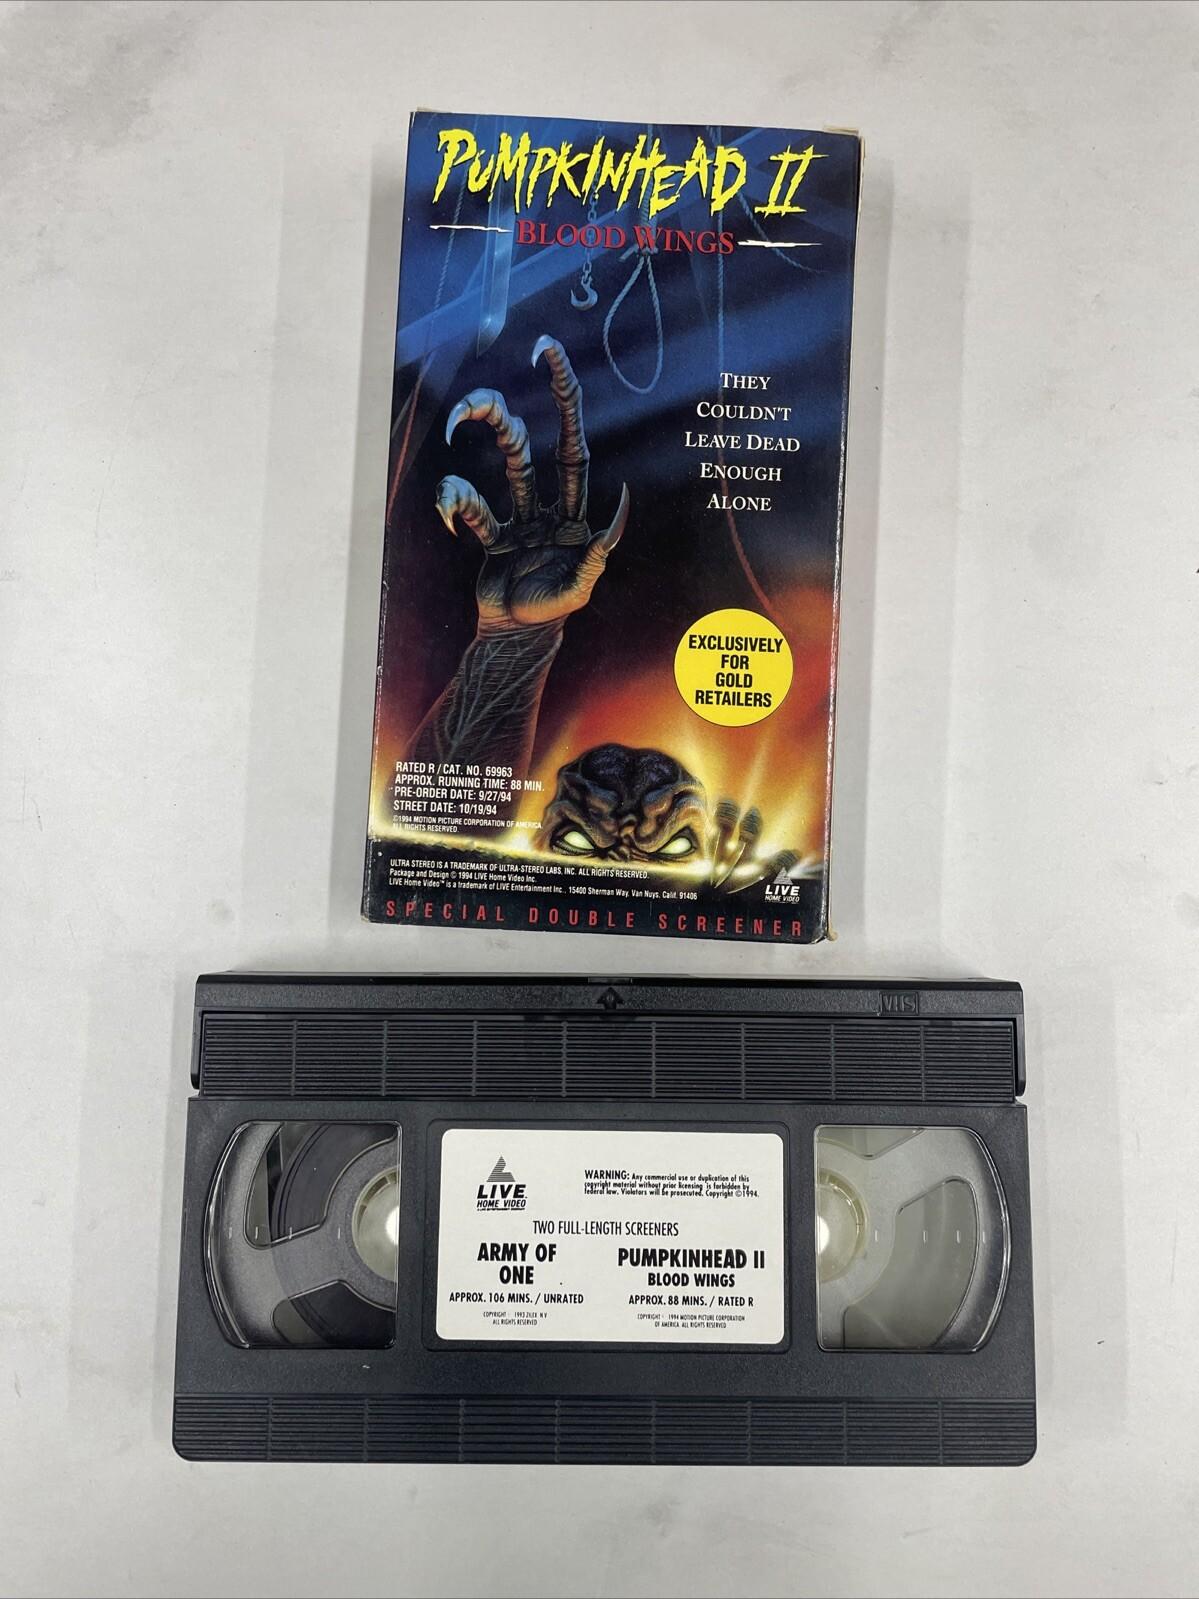 PUMPKINHEAD II
BLOOD WINGS
THEY
COULDN'T
LEAVE DEAD
ENOUGH
ALONE
EXCLUSIVELY
FOR
GOLD
RETAILERS
RATED R / CAT. NO. 69963
APPROX. RUNNING TIME: 88 MIN.
PRE-ORDER DATE: 9/27/94
STREET DATE: 10/19/94
©1994 MOTION PICTURE CORPORATION OF AMERICA.
ALL RIGHTS RESERVED.
ULTRA STEREO IS A TRADEMARK OF ULTRA-STEREO LABS, INC. ALL RIGHTS RESERVED.
Package and Design © 1994 LIVE Home Video Inc.
LIVE Home Video™ is a trademark of LIVE Entertainment Inc., 15400 Sherman Way, Van Nuys, Calif. 91406
LIVE
HOME VIDEO
SPECIAL DOUBLE SCREENER
VHS
LIVE
HOME VIDEO
A LIVE ENTERTAINMENT COMPANY
WARNING: Any commercial use or duplication of this
copyright material without prior licensing is forbidden by
federal law. Violators will be prosecuted. Copyright ©1994.
TWO FULL-LENGTH SCREENERS
ARMY OF
ONE
APPROX. 106 MINS. / UNRATED
COPYRIGHT © 1993 ZILEX N V
ALL RIGHTS RESERVED
PUMPKINHEAD II
BLOOD WINGS
APPROX. 88 MINS. / RATED R
COPYRIGHT © 1994 MOTION PICTURE CORPORATION
OF AMERICA ALL RIGHTS RESERVED